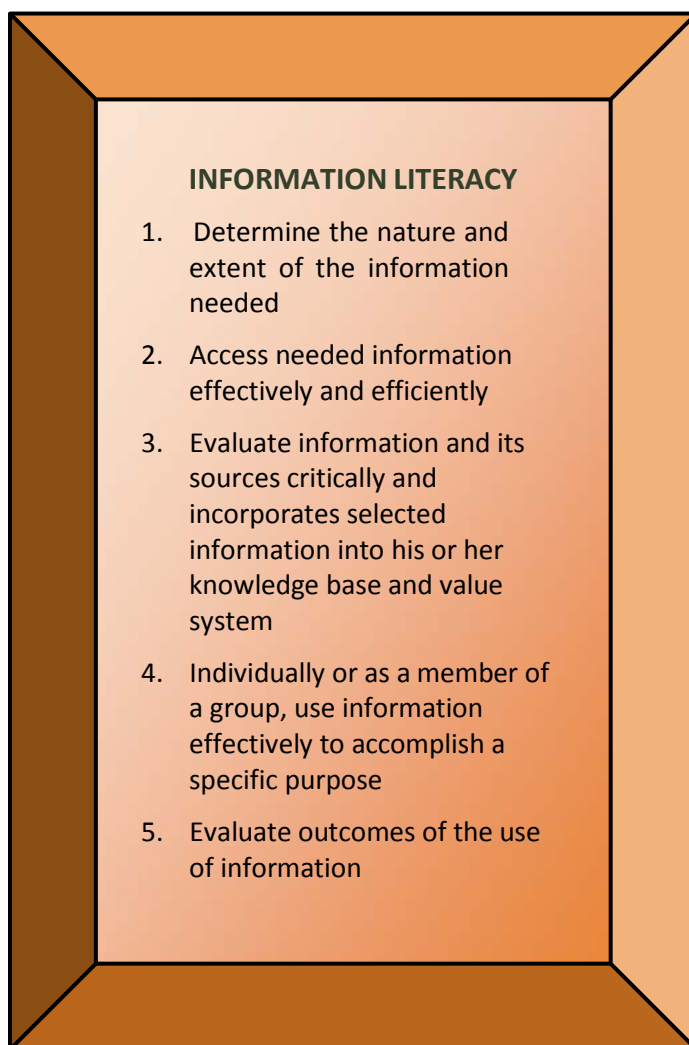 INFORMATION LITERACY
1. Determine the nature and
extent of the information
needed
2. Access needed information
effectively and efficiently
3. Evaluate information and its
sources critically and
incorporates selected
information into his or her
knowledge base and value
system
4. Individually or as a member of
a group, use information
effectively to accomplish a
specific purpose
5. Evaluate outcomes of the use
of information